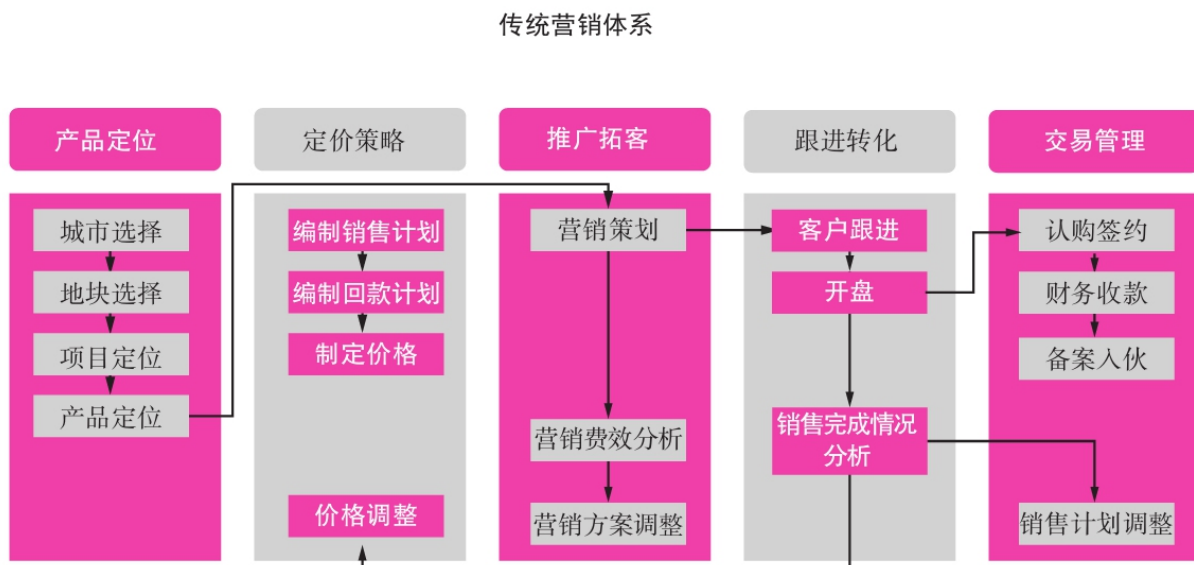 传统营销体系
产品定位
定价策略
推广拓客
跟进转化
交易管理
城市选择
地块选择
项目定位
产品定位
编制销售计划
编制回款计划
制定价格
价格调整
营销策划
营销费效分析
营销方案调整
客户跟进
开盘
销售完成情况
分析
认购签约
财务收款
备案入伙
销售计划调整